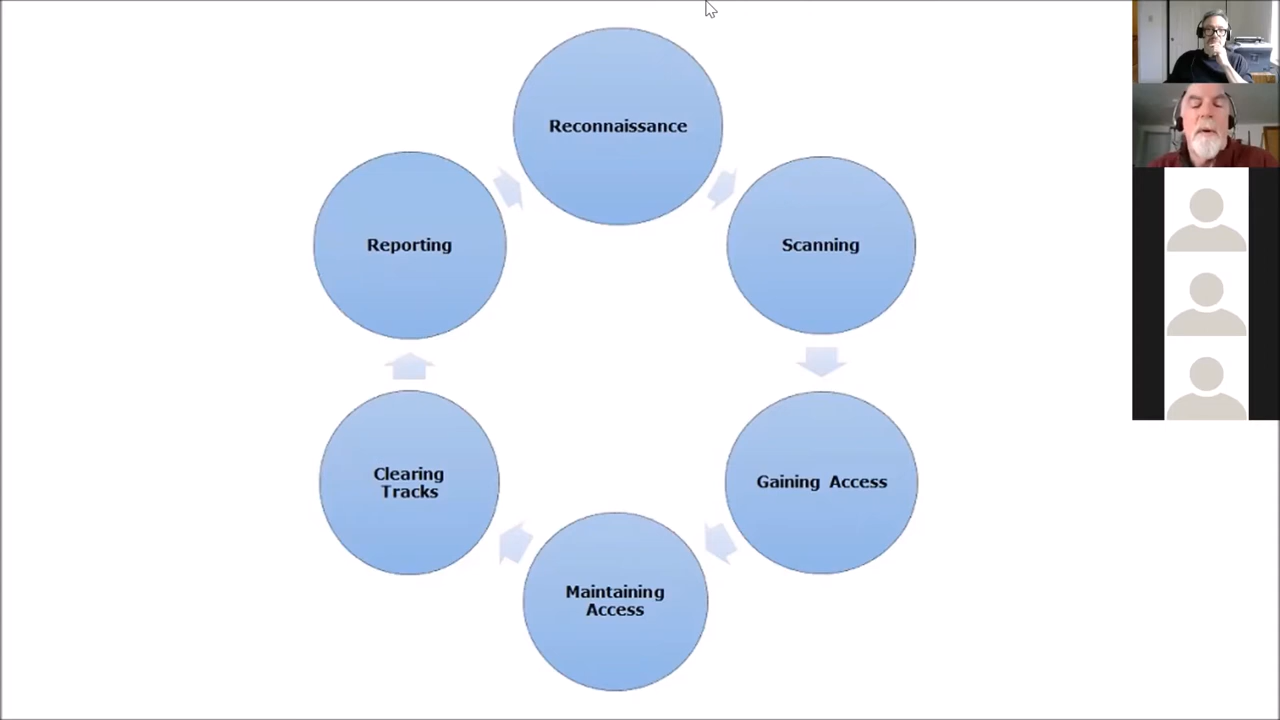 Reconnaissance
Scanning
Gaining Access
Maintaining
Access
Clearing
Tracks
Reporting